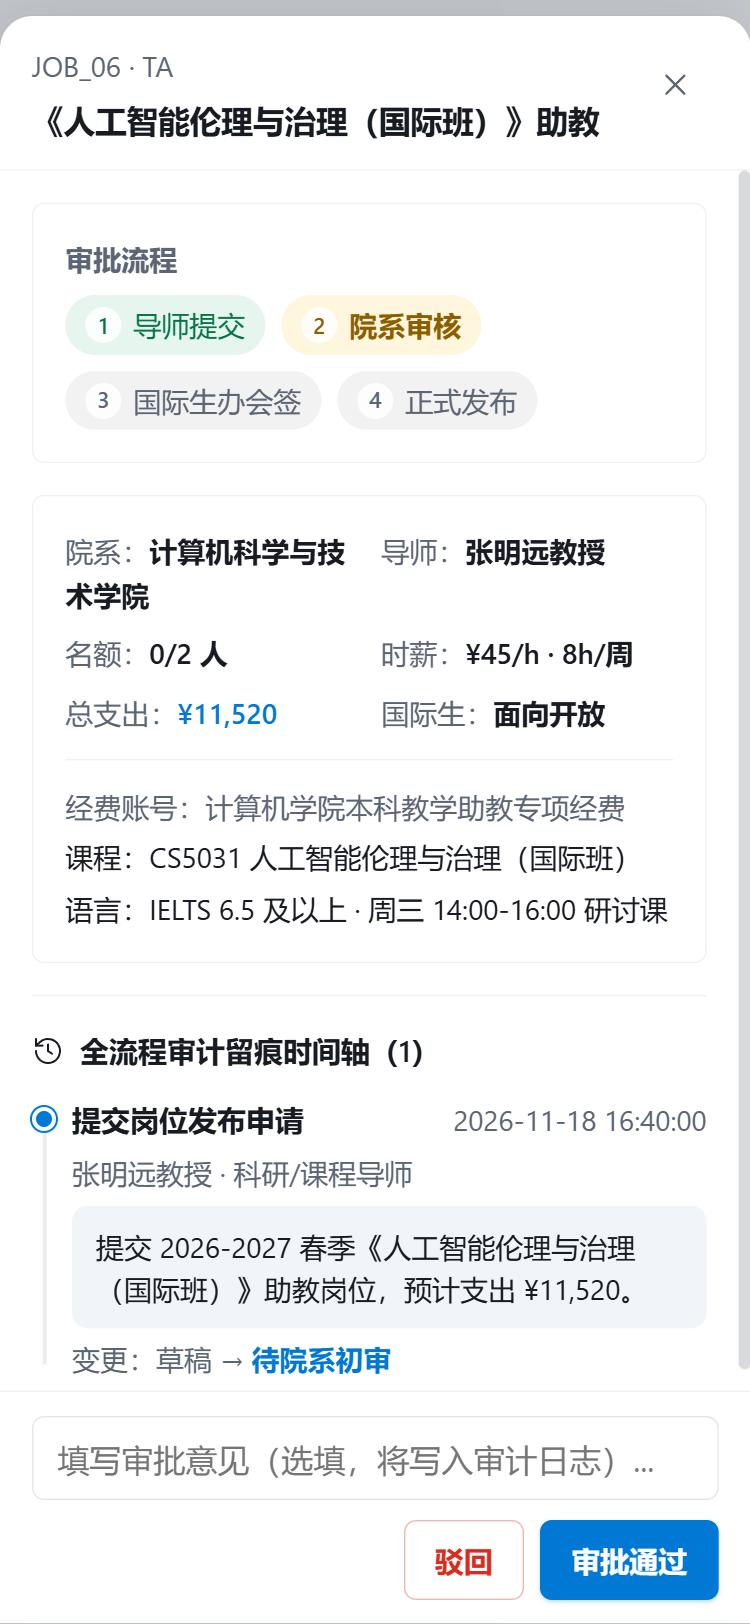 JOB_06 · TA
《人工智能伦理与治理（国际班）》助教
审批流程
1 导师提交 2 院系审核
3 国际生办会签 4 正式发布
院系：计算机科学与技术学院 导师：张明远教授
名额：0/2 人 时薪：¥45/h · 8h/周
总支出：¥11,520 国际生：面向开放
经费账号：计算机学院本科教学助教专项经费
课程：CS5031 人工智能伦理与治理（国际班）
语言：IELTS 6.5 及以上 · 周三 14:00-16:00 研讨课
全流程审计留痕时间轴（1）
提交岗位发布申请 2026-11-18 16:40:00
张明远教授 · 科研/课程导师
提交 2026-2027 春季《人工智能伦理与治理
（国际班）》助教岗位，预计支出 ¥11,520。
变更：草稿 → 待院系初审
填写审批意见（选填，将写入审计日志）...
驳回 审批通过